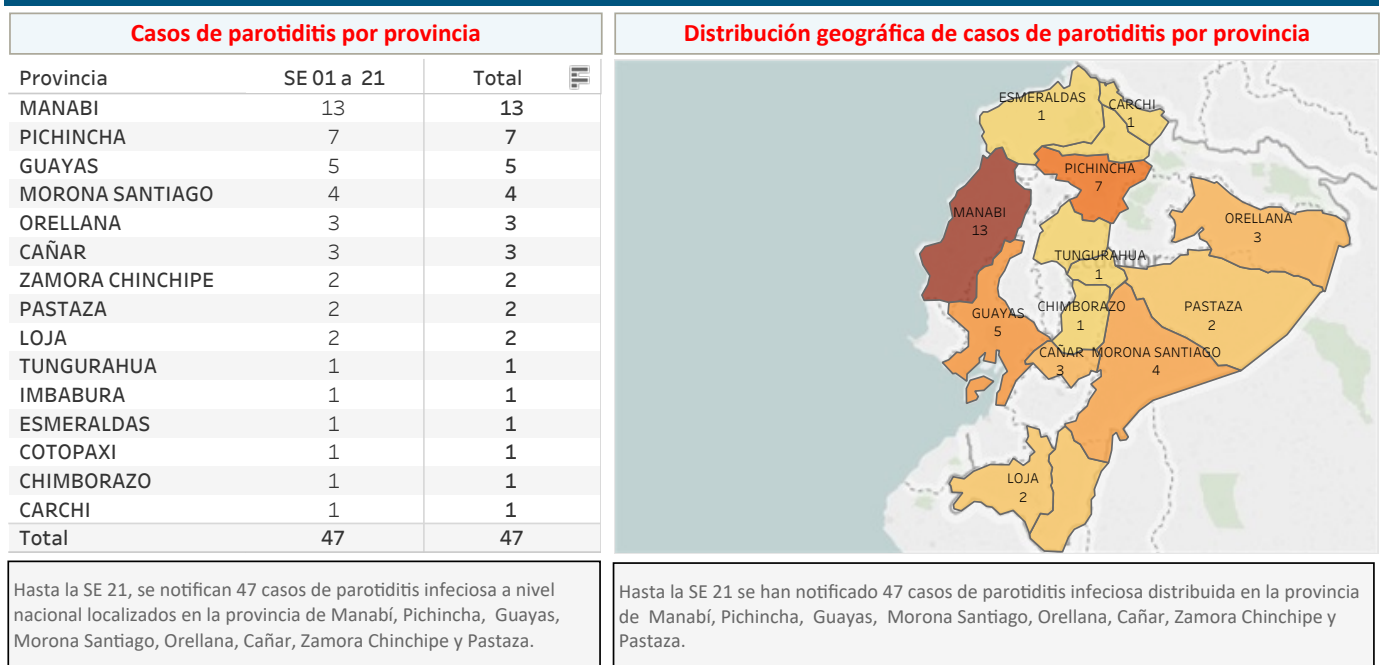 Casos de parotiditis por provincia
Provincia SE 01 a 21 Total
MANABI 13 13
PICHINCHA 7 7
GUAYAS 5 5
MORONA SANTIAGO 4 4
ORELLANA 3 3
CAÑAR 3 3
ZAMORA CHINCHIPE 2 2
PASTAZA 2 2
LOJA 2 2
TUNGURAHUA 1 1
IMBABURA 1 1
ESMERALDAS 1 1
COTOPAXI 1 1
CHIMBORAZO 1 1
CARCHI 1 1
Total 47 47
Hasta la SE 21, se notifican 47 casos de parotiditis infeciosa a nivel
nacional localizados en la provincia de Manabí, Pichincha, Guayas,
Morona Santiago, Orellana, Cañar, Zamora Chinchipe y Pastaza.
Distribución geográfica de casos de parotiditis por provincia
ESMERALDAS
1
CARCHI
1
PICHINCHA
7
MANABI
13
ORELLANA
3
TUNGURAHUA
1
GUAYAS
5
CHIMBORAZO
1
PASTAZA
2
CAÑAR
3
MORONA SANTIAGO
4
LOJA
2
Hasta la SE 21 se han notificado 47 casos de parotiditis infeciosa distribuida en la provincia
de Manabí, Pichincha, Guayas, Morona Santiago, Orellana, Cañar, Zamora Chinchipe y
Pastaza.